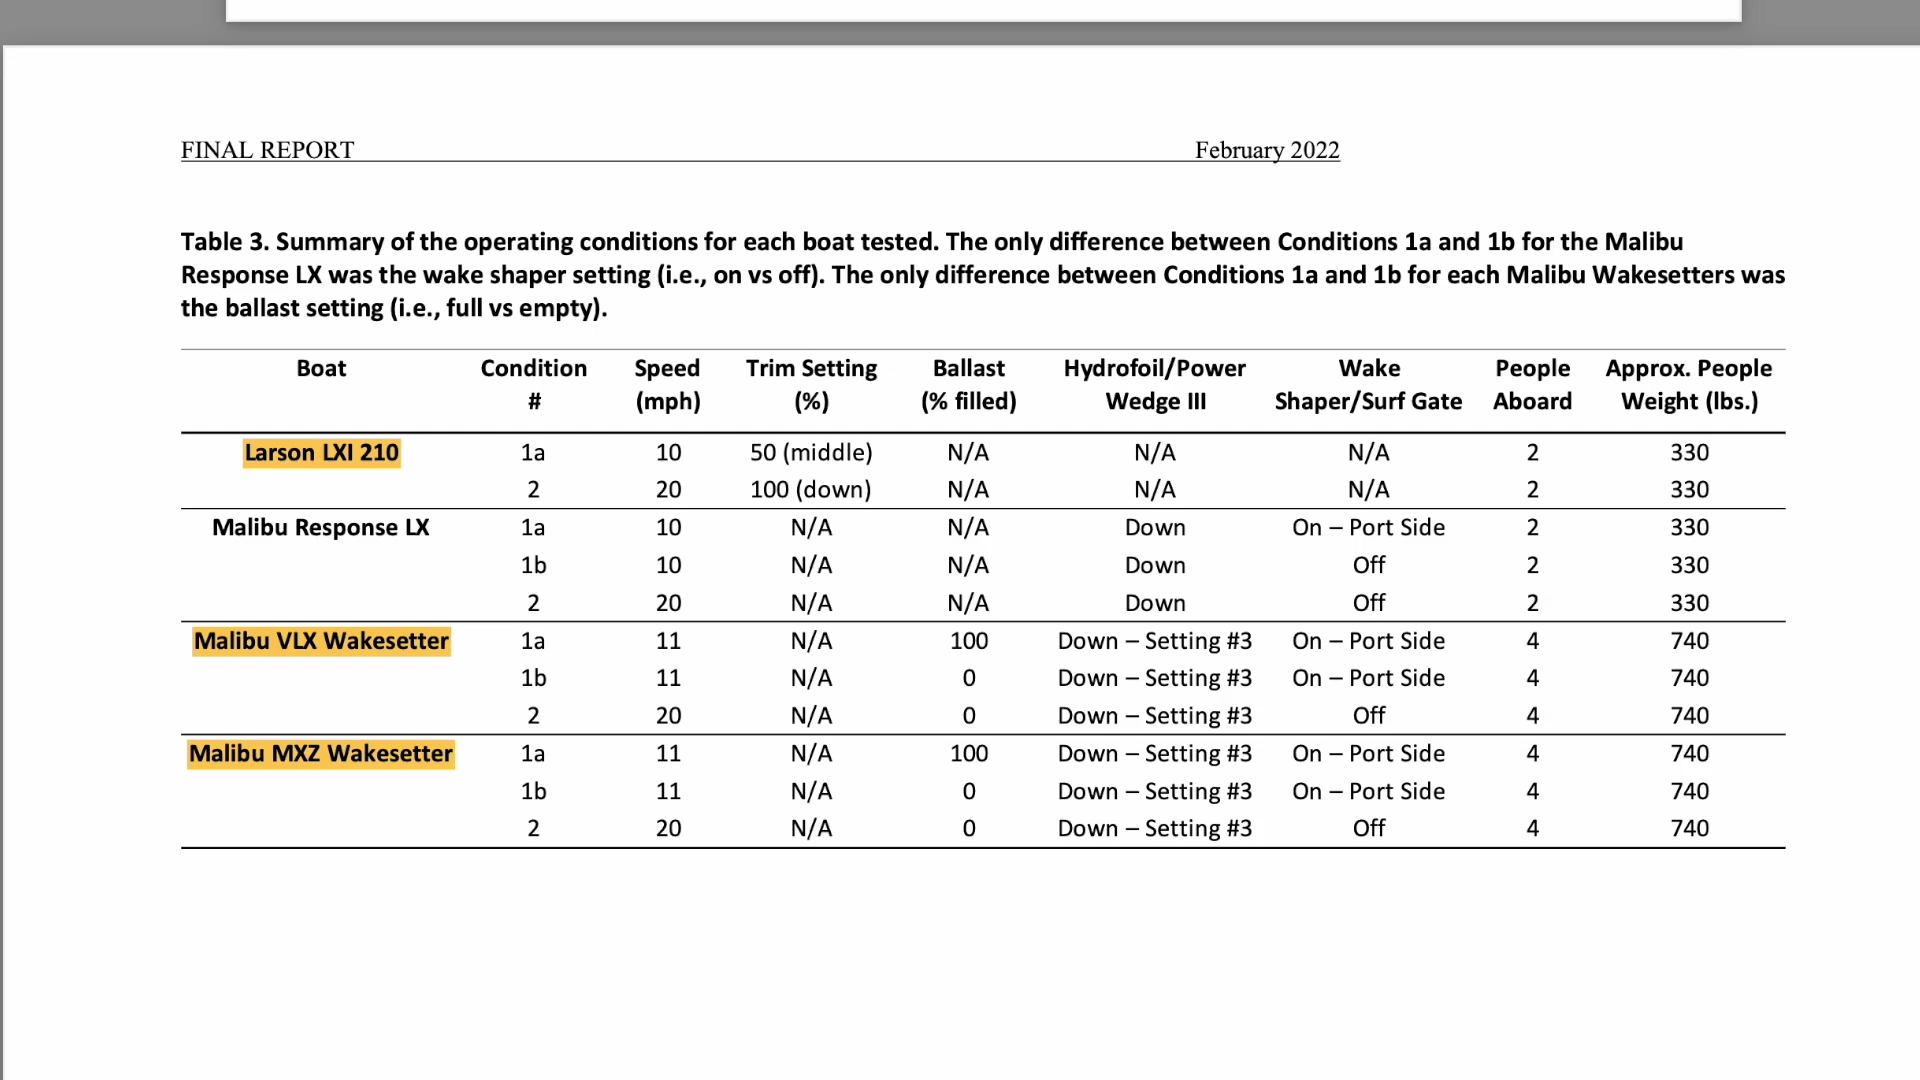 FINAL REPORT February 2022
Table 3. Summary of the operating conditions for each boat tested. The only difference between Conditions 1a and 1b for the Malibu
Response LX was the wake shaper setting (i.e., on vs off). The only difference between Conditions 1a and 1b for each Malibu Wakesetters was
the ballast setting (i.e., full vs empty).
Boat Condition Speed Trim Setting Ballast Hydrofoil/Power Wake People Approx. People
# (mph) (%) (% filled) Wedge III Shaper/Surf Gate Aboard Weight (lbs.)
Larson LXI 210 1a 10 50 (middle) N/A N/A N/A 2 330
2 20 100 (down) N/A N/A N/A 2 330
Malibu Response LX 1a 10 N/A N/A Down On – Port Side 2 330
1b 10 N/A N/A Down Off 2 330
2 20 N/A N/A Down Off 2 330
Malibu VLX Wakesetter 1a 11 N/A 100 Down – Setting #3 On – Port Side 4 740
1b 11 N/A 0 Down – Setting #3 On – Port Side 4 740
2 20 N/A 0 Down – Setting #3 Off 4 740
Malibu MXZ Wakesetter 1a 11 N/A 100 Down – Setting #3 On – Port Side 4 740
1b 11 N/A 0 Down – Setting #3 On – Port Side 4 740
2 20 N/A 0 Down – Setting #3 Off 4 740